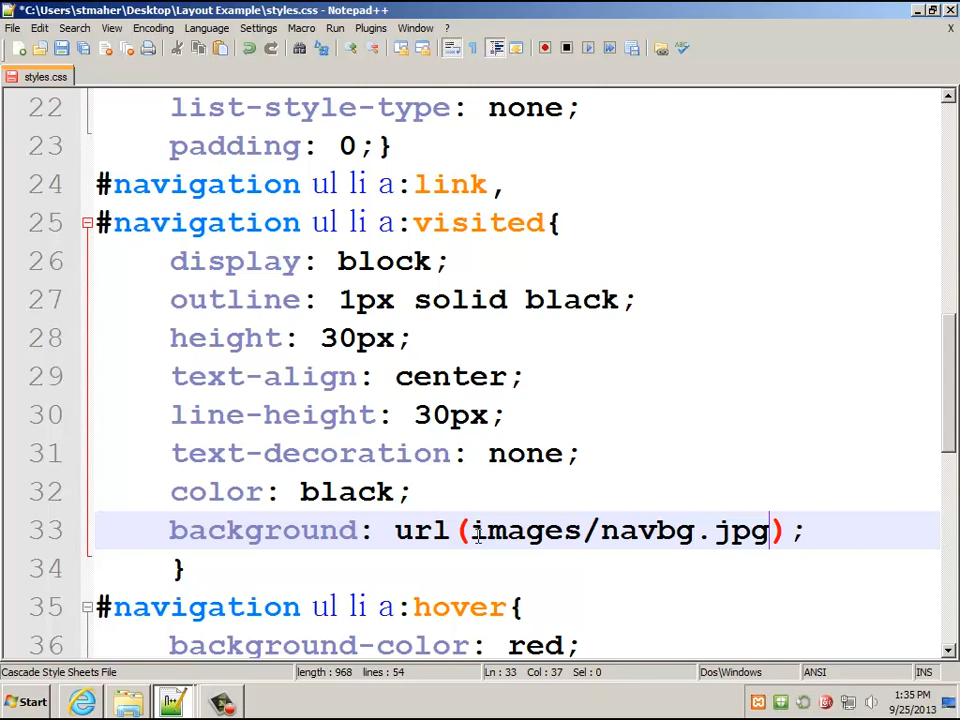 *C:\Users\stmaher\Desktop\Layout Example\styles.css - Notepad++
File Edit Search View Encoding Language Settings Macro Run Plugins Window ?
X
styles.css
22 list-style-type: none;
23 padding: 0;}
24 #navigation ul li a:link,
25 #navigation ul li a:visited{
26 display: block;
27 outline: 1px solid black;
28 height: 30px;
29 text-align: center;
30 line-height: 30px;
31 text-decoration: none;
32 color: black;
33 background: url(images/navbg.jpg);
34 }
35 #navigation ul li a:hover{
36 background-color: red;
Cascade Style Sheets File length : 968 lines : 54 Ln : 33 Col : 37 Sel : 0 Dos\Windows ANSI INS
Start 1:35 PM
9/25/2013